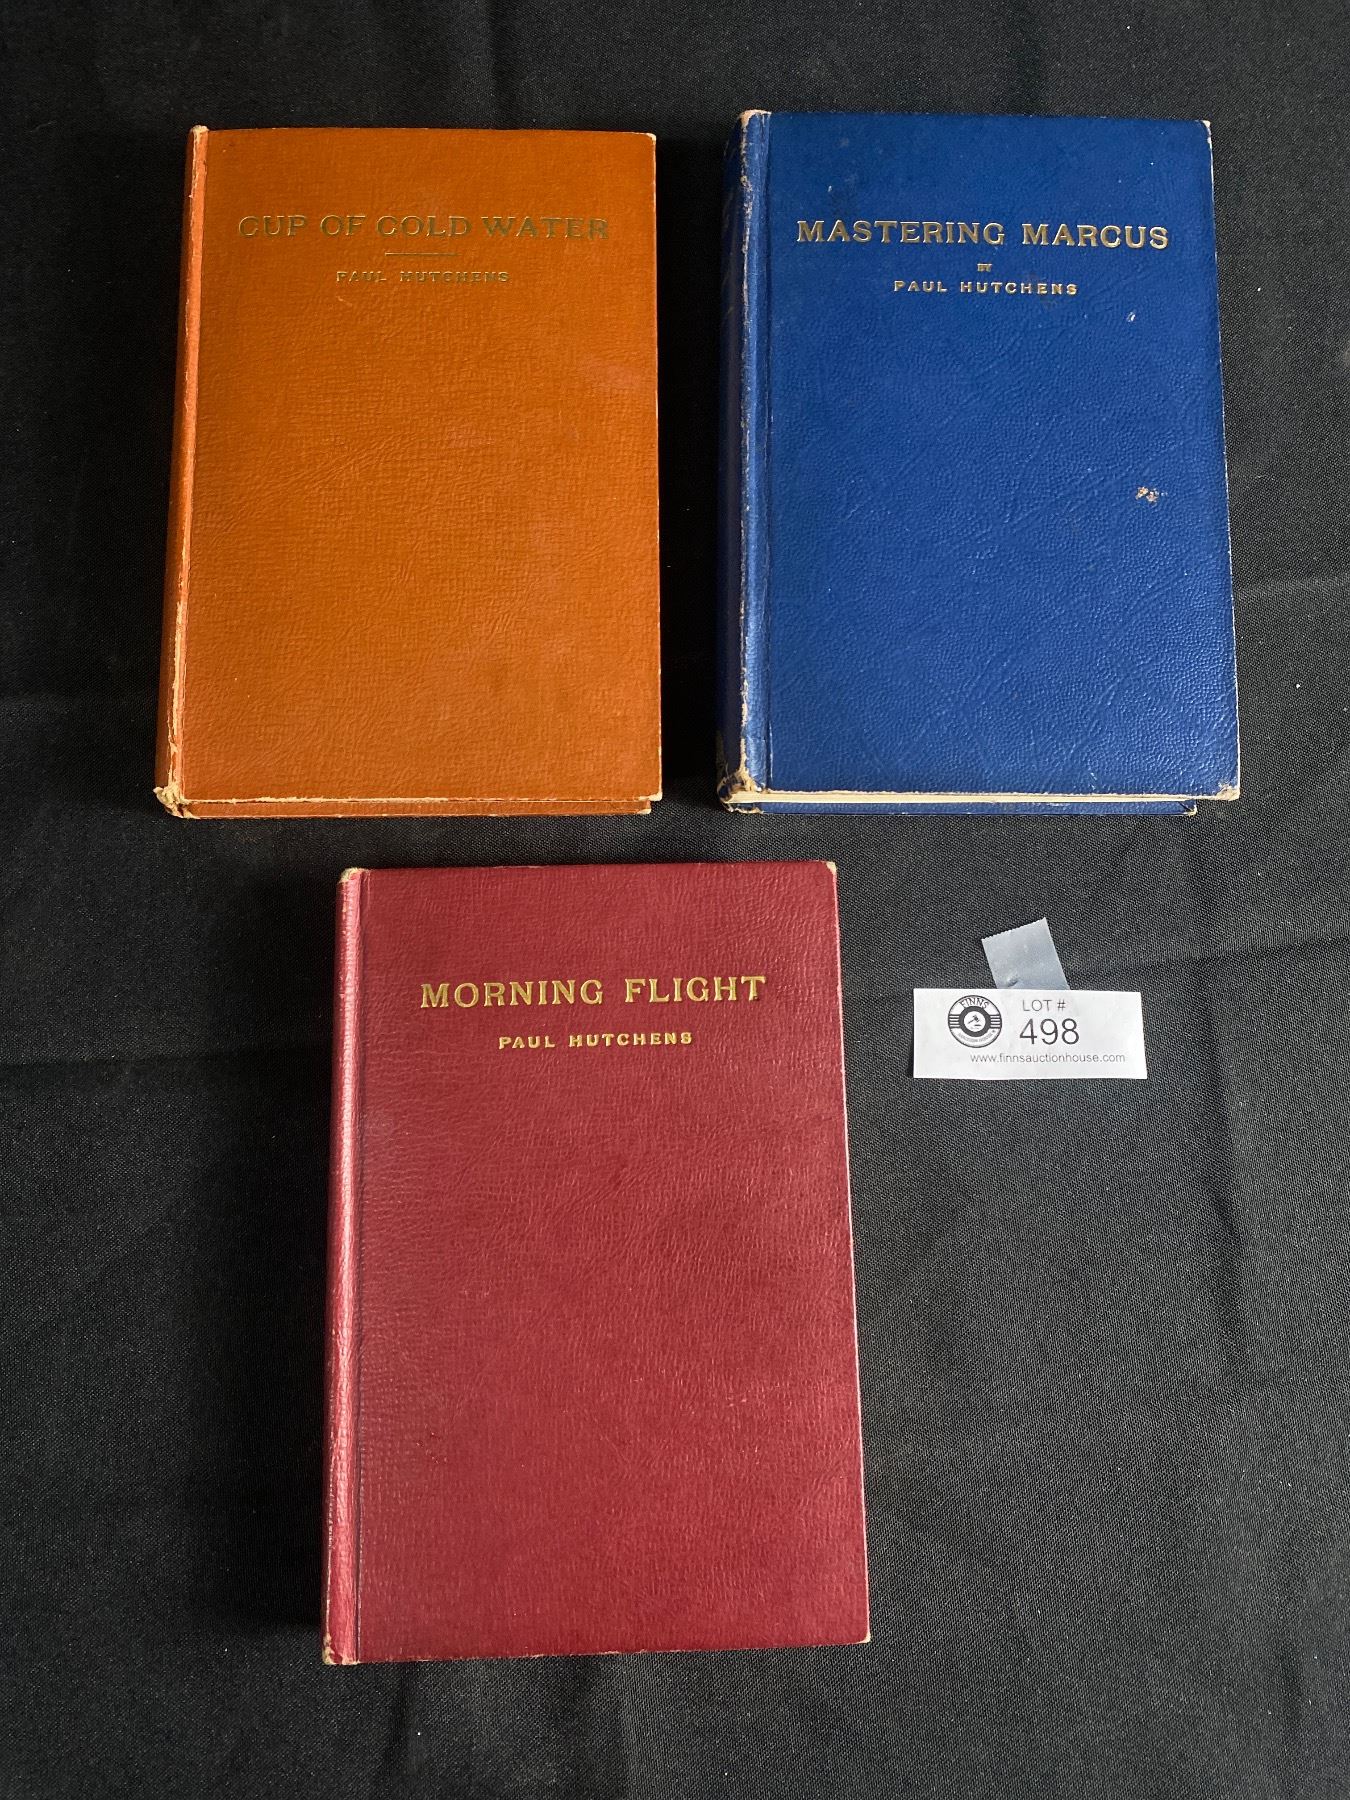 CUP OF COLD WATER
PAUL HUTCHENS
MASTERING MARCUS
BY
PAUL HUTCHENS
MORNING FLIGHT
PAUL HUTCHENS
FINNS
LOT #
498
www.finnsauctionhouse.com